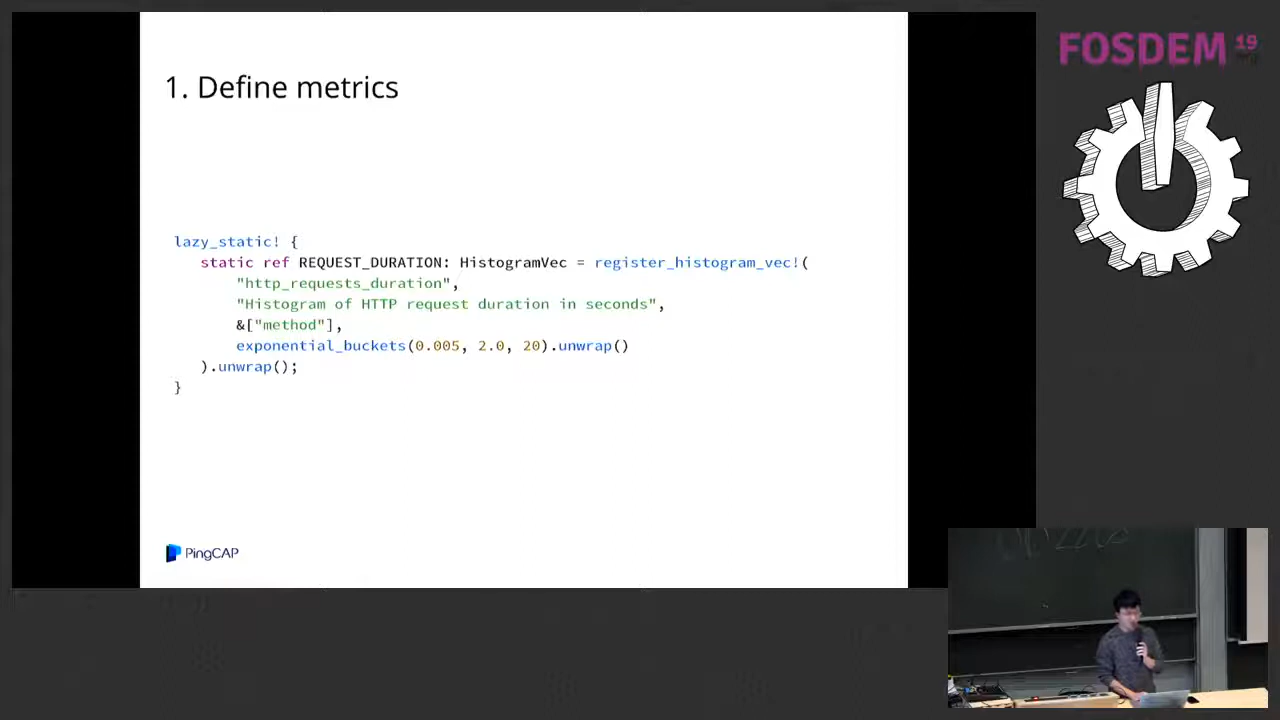 1. Define metrics
lazy_static! {
static ref REQUEST_DURATION: HistogramVec = register_histogram_vec!(
"http_requests_duration",
"Histogram of HTTP request duration in seconds",
&["method"],
exponential_buckets(0.005, 2.0, 20).unwrap()
).unwrap();
}
PingCAP
FOSDEM 19
.org